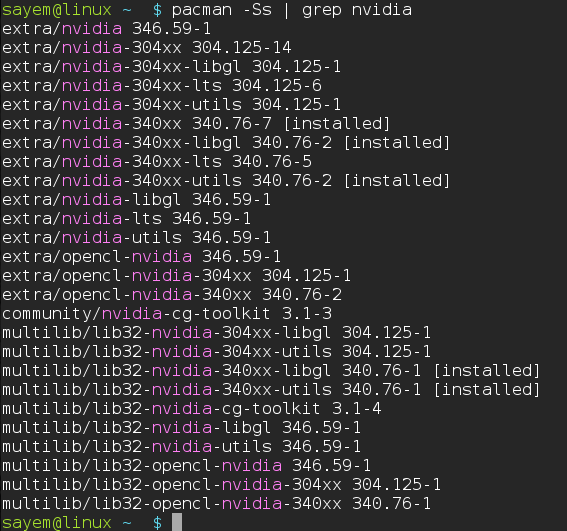 sayem@linux ~  $ pacman -Ss | grep nvidia
extra/nvidia 346.59-1
extra/nvidia-304xx 304.125-14
extra/nvidia-304xx-libgl 304.125-1
extra/nvidia-304xx-lts 304.125-6
extra/nvidia-304xx-utils 304.125-1
extra/nvidia-340xx 340.76-7 [installed]
extra/nvidia-340xx-libgl 340.76-2 [installed]
extra/nvidia-340xx-lts 340.76-5
extra/nvidia-340xx-utils 340.76-2 [installed]
extra/nvidia-libgl 346.59-1
extra/nvidia-lts 346.59-1
extra/nvidia-utils 346.59-1
extra/opencl-nvidia 346.59-1
extra/opencl-nvidia-304xx 304.125-1
extra/opencl-nvidia-340xx 340.76-2
community/nvidia-cg-toolkit 3.1-3
multilib/lib32-nvidia-304xx-libgl 304.125-1
multilib/lib32-nvidia-304xx-utils 304.125-1
multilib/lib32-nvidia-340xx-libgl 340.76-1 [installed]
multilib/lib32-nvidia-340xx-utils 340.76-1 [installed]
multilib/lib32-nvidia-cg-toolkit 3.1-4
multilib/lib32-nvidia-libgl 346.59-1
multilib/lib32-nvidia-utils 346.59-1
multilib/lib32-opencl-nvidia 346.59-1
multilib/lib32-opencl-nvidia-304xx 304.125-1
multilib/lib32-opencl-nvidia-340xx 340.76-1
sayem@linux ~  $